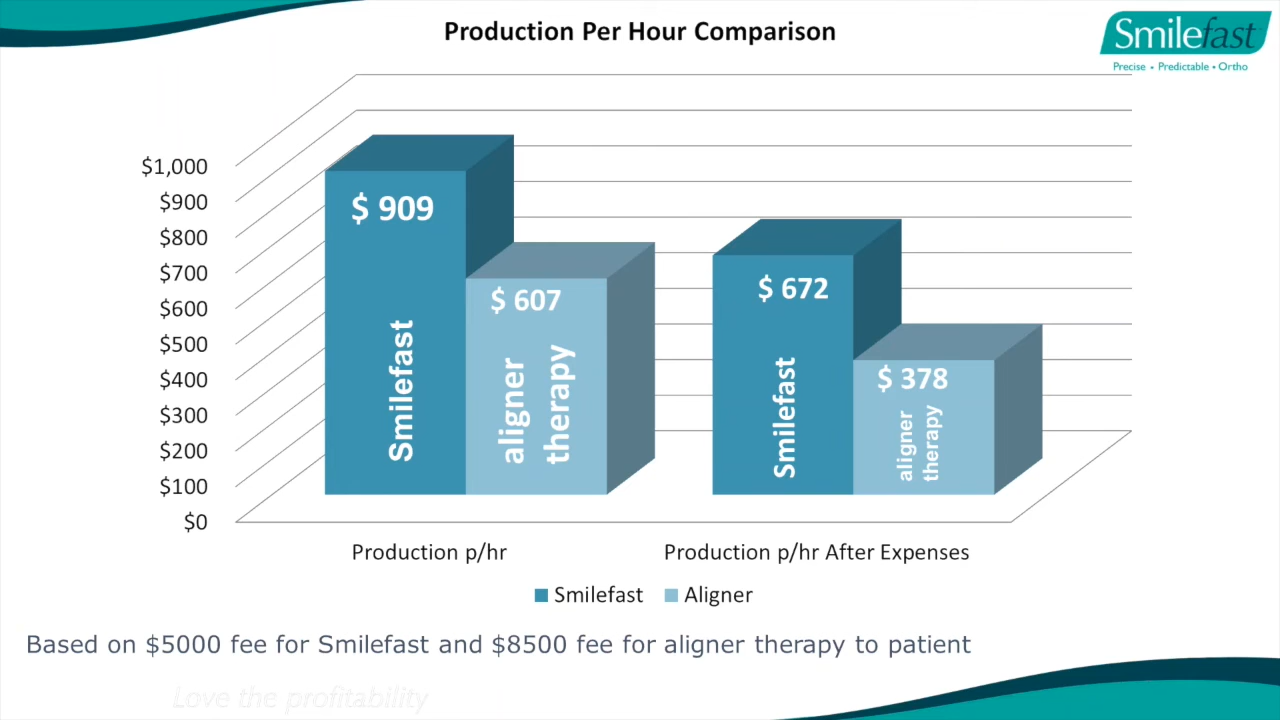 Production Per Hour Comparison
Smilefast
Precise • Predictable • Ortho
$1,000
$900
$800
$700
$600
$500
$400
$300
$200
$100
$0
$ 909
Smilefast
$ 607
aligner
therapy
$ 672
Smilefast
$ 378
aligner
therapy
Production p/hr
Production p/hr After Expenses
Smilefast
Aligner
Based on $5000 fee for Smilefast and $8500 fee for aligner therapy to patient
Love the profitability